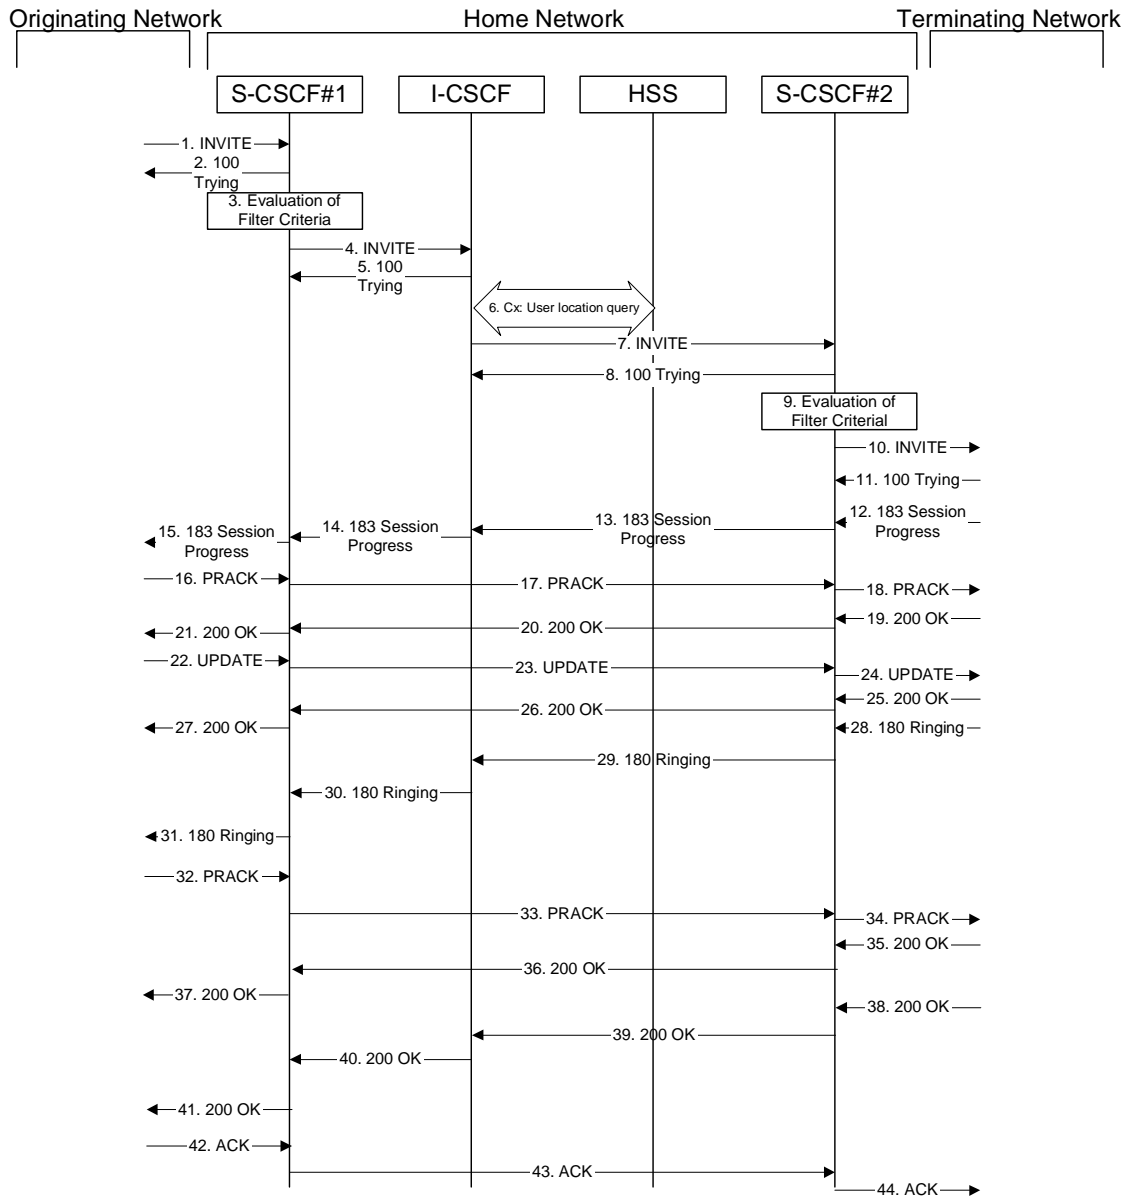 Originating Network
Home Network
Terminating Network
S-CSCF#1
I-CSCF
HSS
S-CSCF#2
1. INVITE
2. 100
Trying
3. Evaluation of
Filter Criteria
4. INVITE
5. 100
Trying
6. Cx: User location query
7. INVITE
8. 100 Trying
9. Evaluation of
Filter Criterial
10. INVITE
11. 100 Trying
12. 183 Session
Progress
13. 183 Session
Progress
14. 183 Session
Progress
15. 183 Session
Progress
16. PRACK
17. PRACK
18. PRACK
19. 200 OK
20. 200 OK
21. 200 OK
22. UPDATE
23. UPDATE
24. UPDATE
25. 200 OK
26. 200 OK
27. 200 OK
28. 180 Ringing
29. 180 Ringing
30. 180 Ringing
31. 180 Ringing
32. PRACK
33. PRACK
34. PRACK
35. 200 OK
36. 200 OK
37. 200 OK
38. 200 OK
39. 200 OK
40. 200 OK
41. 200 OK
42. ACK
43. ACK
44. ACK